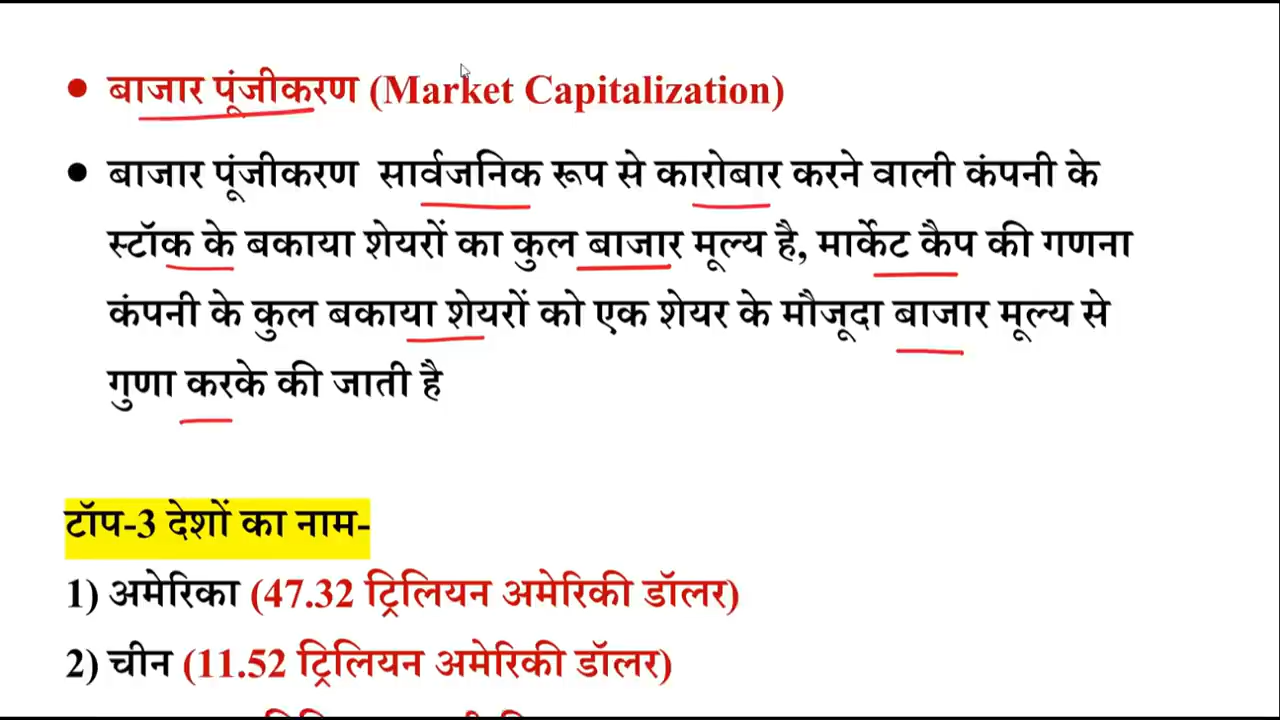 • बाजार पूंजीकरण (Market Capitalization)
• बाजार पूंजीकरण सार्वजनिक रूप से कारोबार करने वाली कंपनी के
स्टॉक के बकाया शेयरों का कुल बाजार मूल्य है, मार्केट कैप की गणना
कंपनी के कुल बकाया शेयरों को एक शेयर के मौजूदा बाजार मूल्य से
गुणा करके की जाती है
टॉप-3 देशों का नाम-
1) अमेरिका (47.32 ट्रिलियन अमेरिकी डॉलर)
2) चीन (11.52 ट्रिलियन अमेरिकी डॉलर)